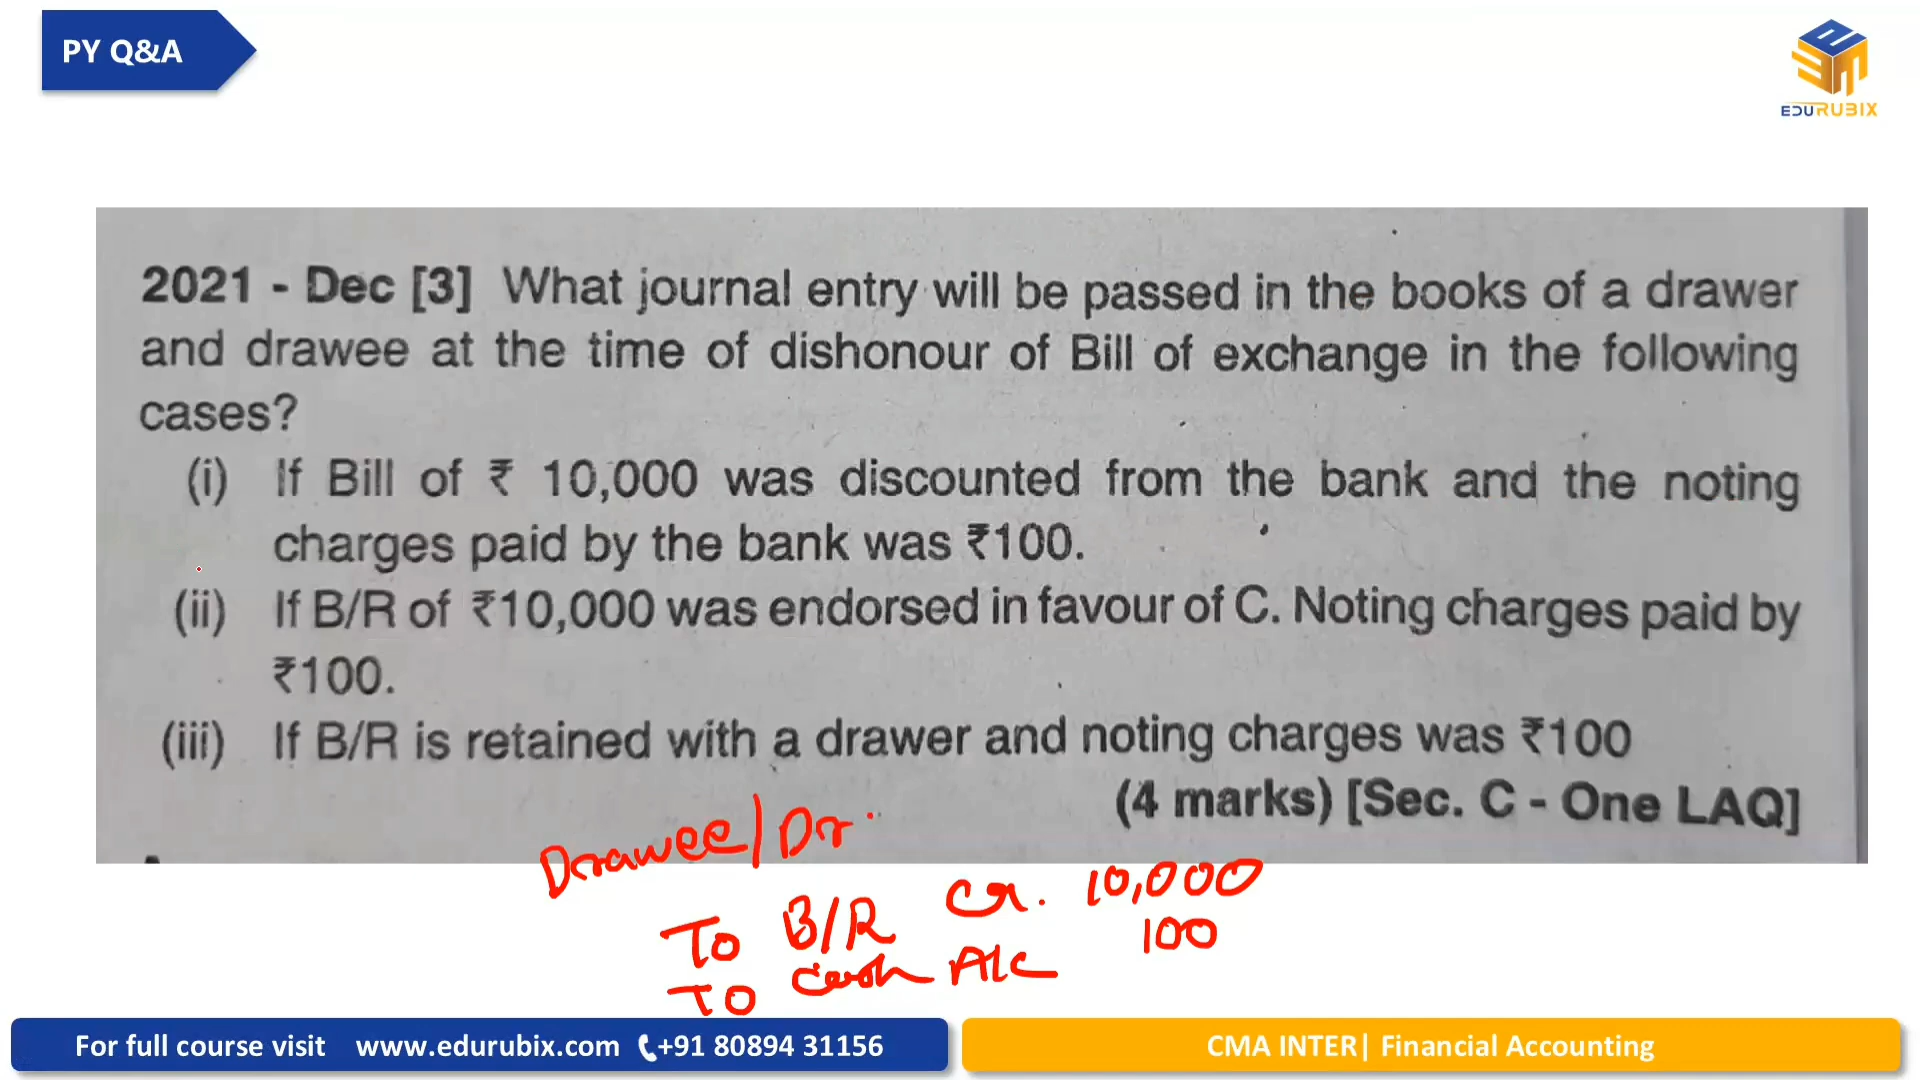 PY Q&A
EDURUBIX
2021 - Dec [3] What journal entry will be passed in the books of a drawer
and drawee at the time of dishonour of Bill of exchange in the following
cases?
(i) If Bill of ₹ 10,000 was discounted from the bank and the noting
charges paid by the bank was ₹100.
(ii) If B/R of ₹10,000 was endorsed in favour of C. Noting charges paid by
₹100.
(iii) If B/R is retained with a drawer and noting charges was ₹100
(4 marks) [Sec. C - One LAQ]
Drawee/Dr.
To B/R Cr. 10,000
To Cash A/c 100
For full course visit www.edurubix.com +91 80894 31156
CMA INTER| Financial Accounting